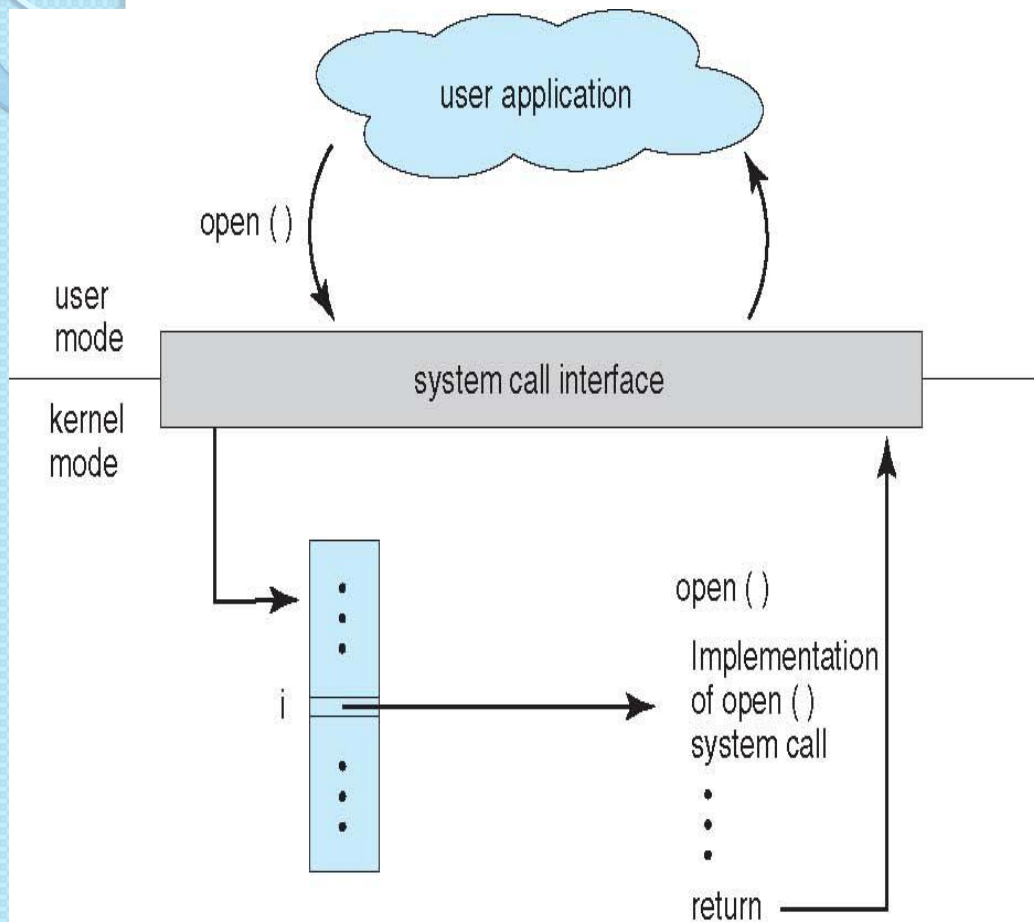 user application
open ( )
user
mode
system call interface
kernel
mode
open ( )
Implementation
of open ( )
system call
i
return